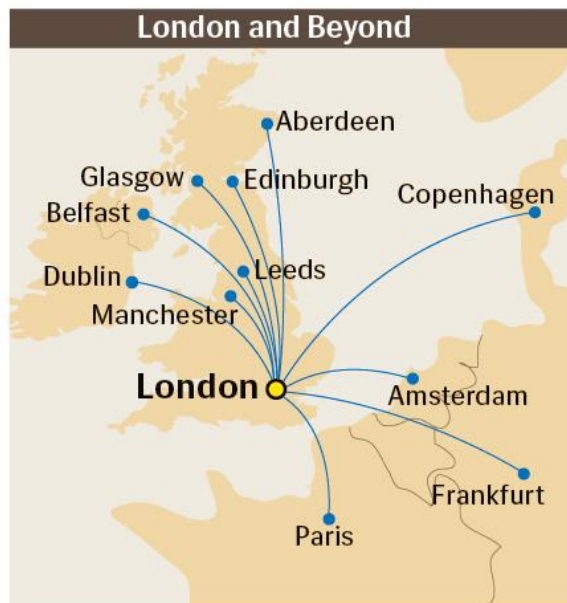 London and Beyond
Aberdeen
Glasgow
Edinburgh
Copenhagen
Belfast
Leeds
Dublin
Manchester
London
Amsterdam
Frankfurt
Paris